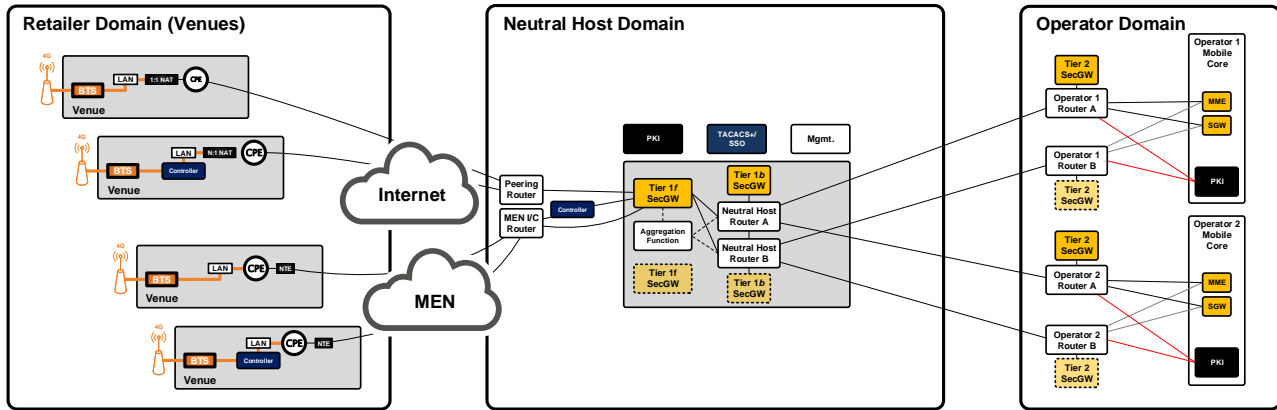 Retailer Domain (Venues)
4G
BTS
LAN
1:1 NAT
CPE
Venue
4G
BTS
Controller
LAN
N:1 NAT
CPE
Venue
4G
BTS
LAN
CPE
NTE
Venue
4G
BTS
Controller
LAN
CPE
NTE
Venue
Internet
MEN
Neutral Host Domain
PKI
TACACS+/
SSO
Mgmt.
Peering
Router
MEN I/C
Router
Controller
Tier 1f
SecGW
Aggregation
Function
Tier 1f
SecGW
Tier 1b
SecGW
Neutral Host
Router A
Neutral Host
Router B
Tier 1b
SecGW
Operator Domain
Tier 2
SecGW
Operator 1
Router A
Operator 1
Router B
Tier 2
SecGW
Operator 1
Mobile
Core
MME
SGW
PKI
Tier 2
SecGW
Operator 2
Router A
Operator 2
Router B
Tier 2
SecGW
Operator 2
Mobile
Core
MME
SGW
PKI